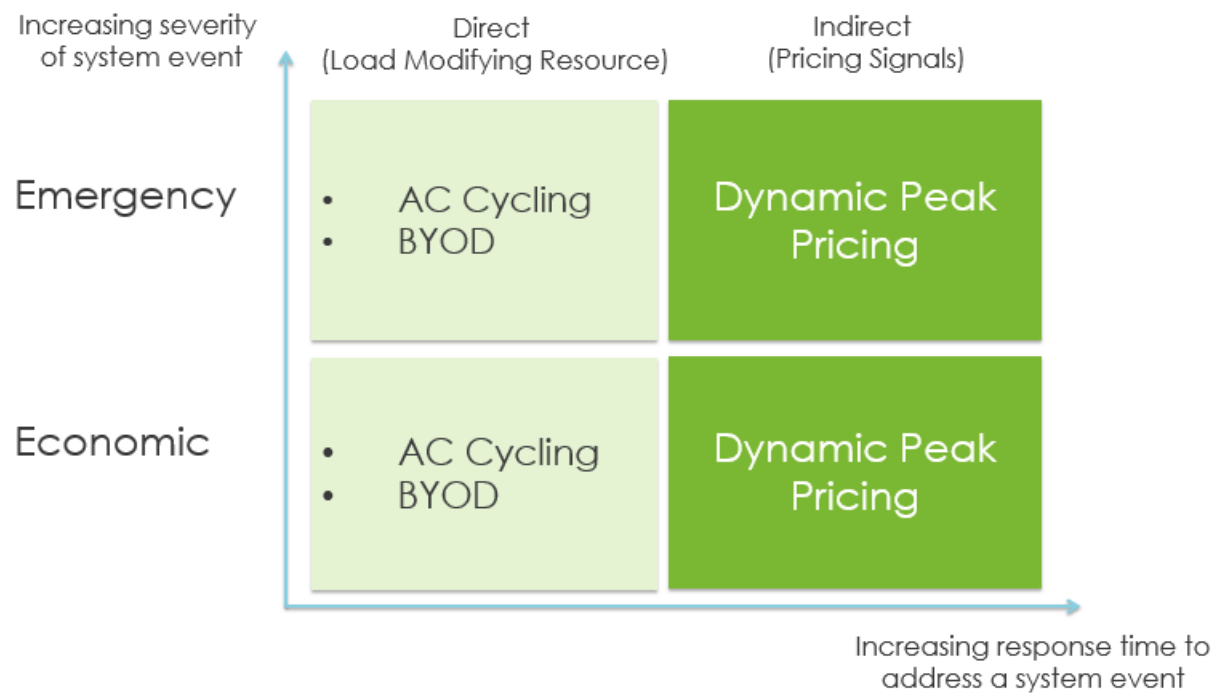 Increasing severity
of system event
Direct
(Load Modifying Resource)
Indirect
(Pricing Signals)
Emergency
• AC Cycling
• BYOD
Dynamic Peak
Pricing
Economic
• AC Cycling
• BYOD
Dynamic Peak
Pricing
Increasing response time to
address a system event